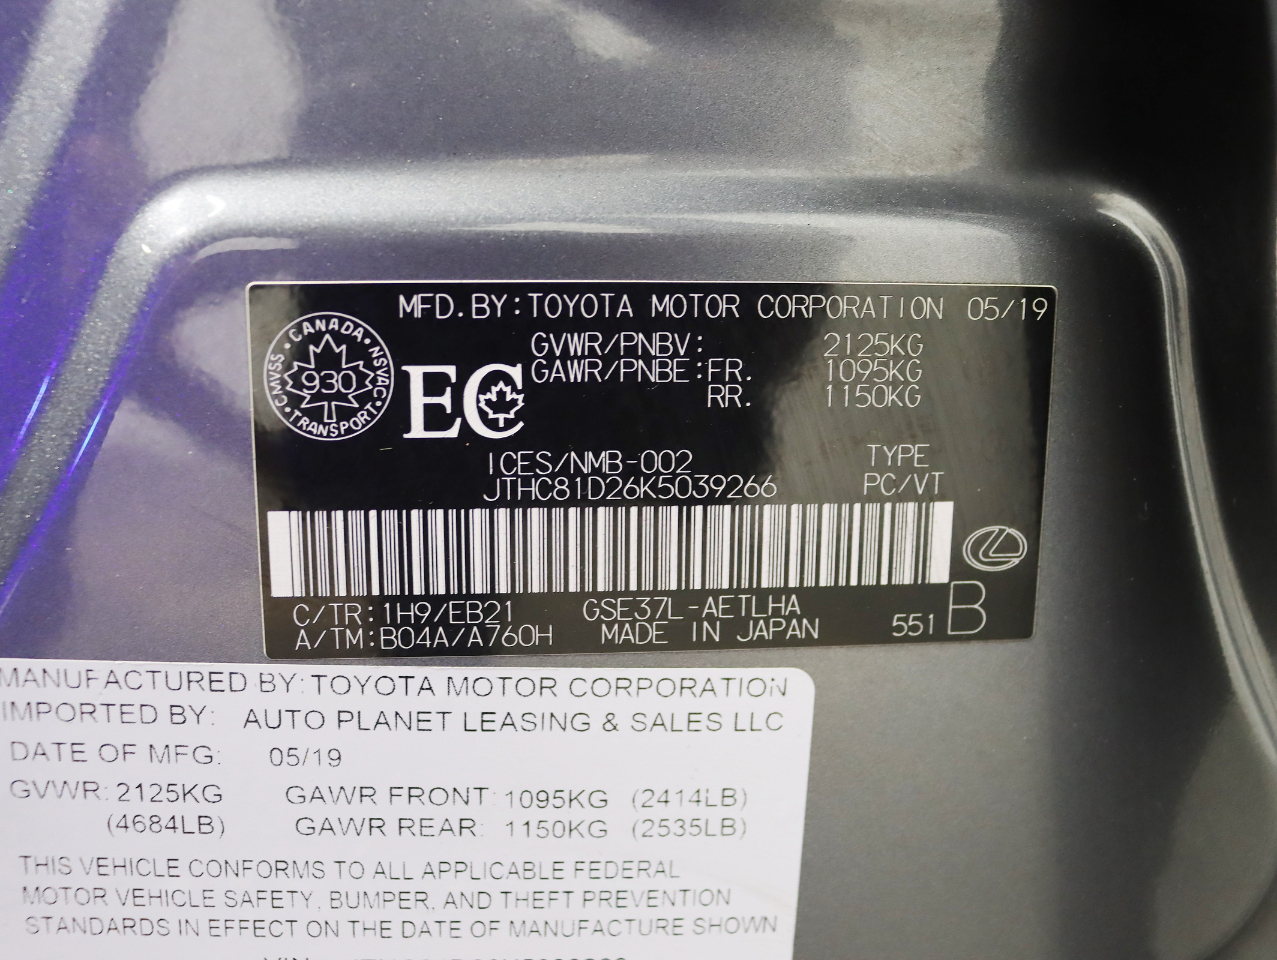 MFD.BY:TOYOTA MOTOR CORPORATION 05/19
CMVSS · CANADA · NSVAC · TRANSPORT
930
EC
GVWR/PNBV: 2125KG
GAWR/PNBE:FR. 1095KG
RR. 1150KG
ICES/NMB-002 TYPE
JTHC81D26K5039266 PC/VT
C/TR:1H9/EB21 GSE37L-AETLHA
A/TM:B04A/A760H MADE IN JAPAN 551 B
MANUFACTURED BY: TOYOTA MOTOR CORPORATION
IMPORTED BY: AUTO PLANET LEASING & SALES LLC
DATE OF MFG: 05/19
GVWR: 2125KG GAWR FRONT: 1095KG (2414LB)
(4684LB) GAWR REAR: 1150KG (2535LB)
THIS VEHICLE CONFORMS TO ALL APPLICABLE FEDERAL
MOTOR VEHICLE SAFETY, BUMPER, AND THEFT PREVENTION
STANDARDS IN EFFECT ON THE DATE OF MANUFACTURE SHOWN